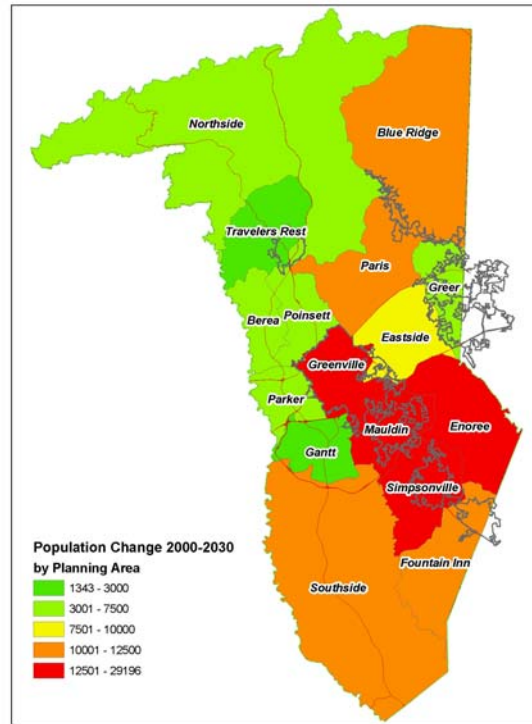 Northside
Blue Ridge
Travelers Rest
Paris
Greer
Berea
Poinsett
Eastside
Greenville
Parker
Mauldin
Enoree
Gantt
Simpsonville
Fountain Inn
Southside
Population Change 2000-2030
by Planning Area
1343 - 3000
3001 - 7500
7501 - 10000
10001 - 12500
12501 - 29196